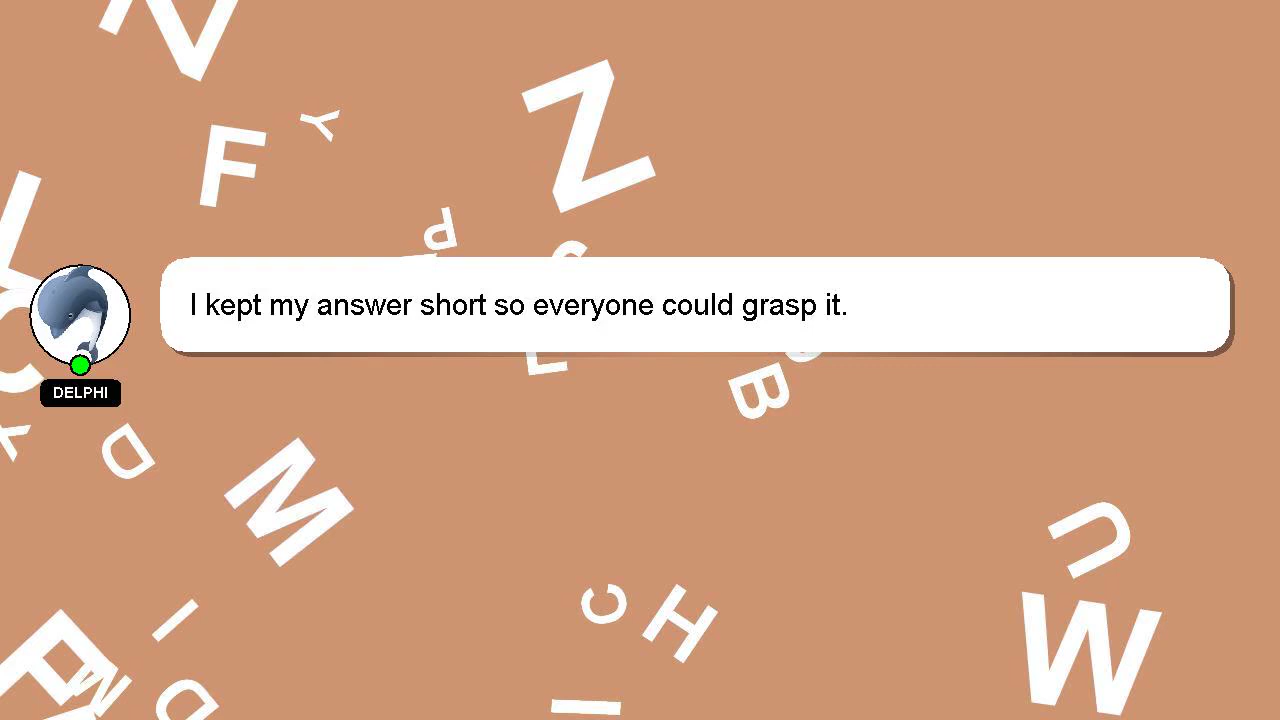 I kept my answer short so everyone could grasp it.
DELPHI
N
F
Y
Z
P
S
L
B
Y
D
M
U
C
H
W
I
M
D
I